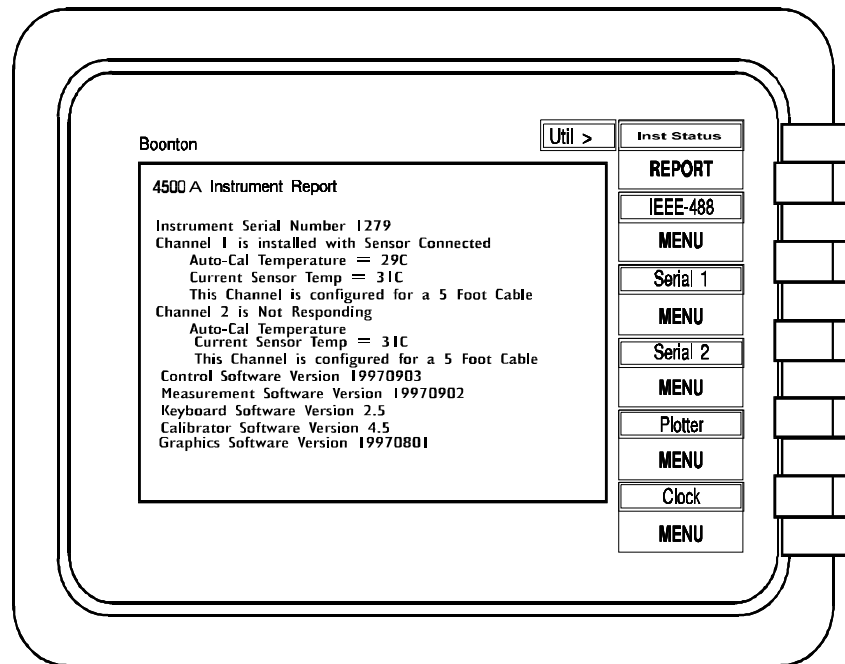 Boonton
Util >
4500 A Instrument Report
Instrument Serial Number 1279
Channel 1 is installed with Sensor Connected
Auto-Cal Temperature = 29C
Current Sensor Temp = 31C
This Channel is configured for a 5 Foot Cable
Channel 2 is Not Responding
Auto-Cal Temperature
Current Sensor Temp = 31C
This Channel is configured for a 5 Foot Cable
Control Software Version 19970903
Measurement Software Version 19970902
Keyboard Software Version 2.5
Calibrator Software Version 4.5
Graphics Software Version 19970801
Inst Status
REPORT
IEEE-488
MENU
Serial 1
MENU
Serial 2
MENU
Plotter
MENU
Clock
MENU